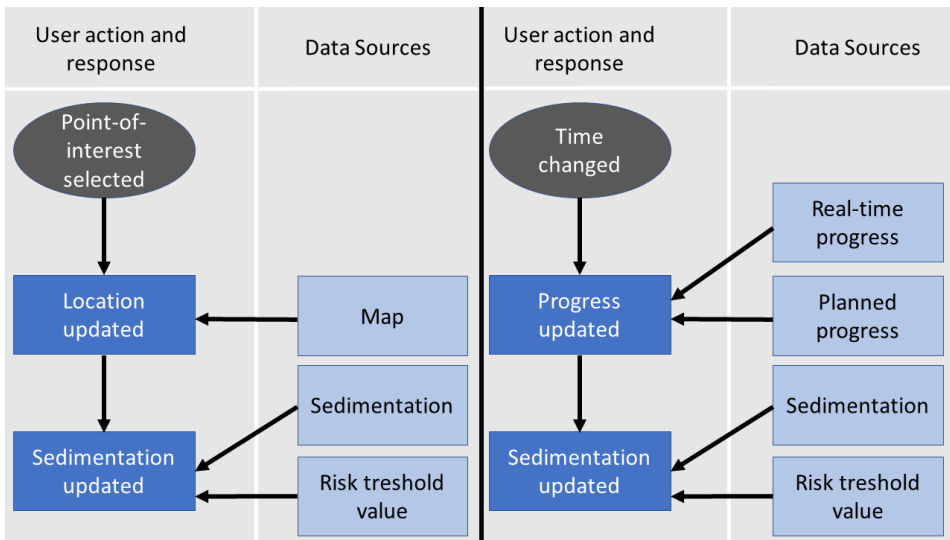 User action and
response
Data Sources
User action and
response
Data Sources
Point-of-
interest
selected
Location
updated
Map
Sedimentation
Sedimentation
updated
Risk treshold
value
Time
changed
Real-time
progress
Progress
updated
Planned
progress
Sedimentation
Sedimentation
updated
Risk treshold
value